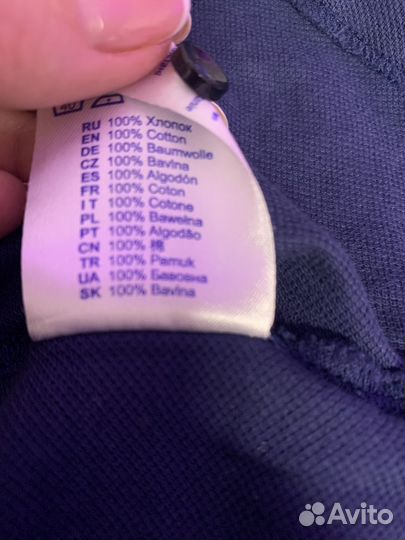 40
RU 100% Хлопок
EN 100% Cotton
DE 100% Baumwolle
CZ 100% Bavlna
ES 100% Algodón
FR 100% Coton
IT 100% Cotone
PL 100% Bawełna
PT 100% Algodão
CN 100% 棉
TR 100% Pamuk
UA 100% Бавовна
SK 100% Bavlna
Avito